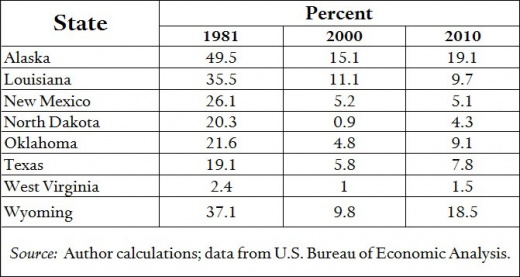 State Percent
1981 2000 2010
Alaska 49.5 15.1 19.1
Louisiana 35.5 11.1 9.7
New Mexico 26.1 5.2 5.1
North Dakota 20.3 0.9 4.3
Oklahoma 21.6 4.8 9.1
Texas 19.1 5.8 7.8
West Virginia 2.4 1 1.5
Wyoming 37.1 9.8 18.5
Source: Author calculations; data from U.S. Bureau of Economic Analysis.